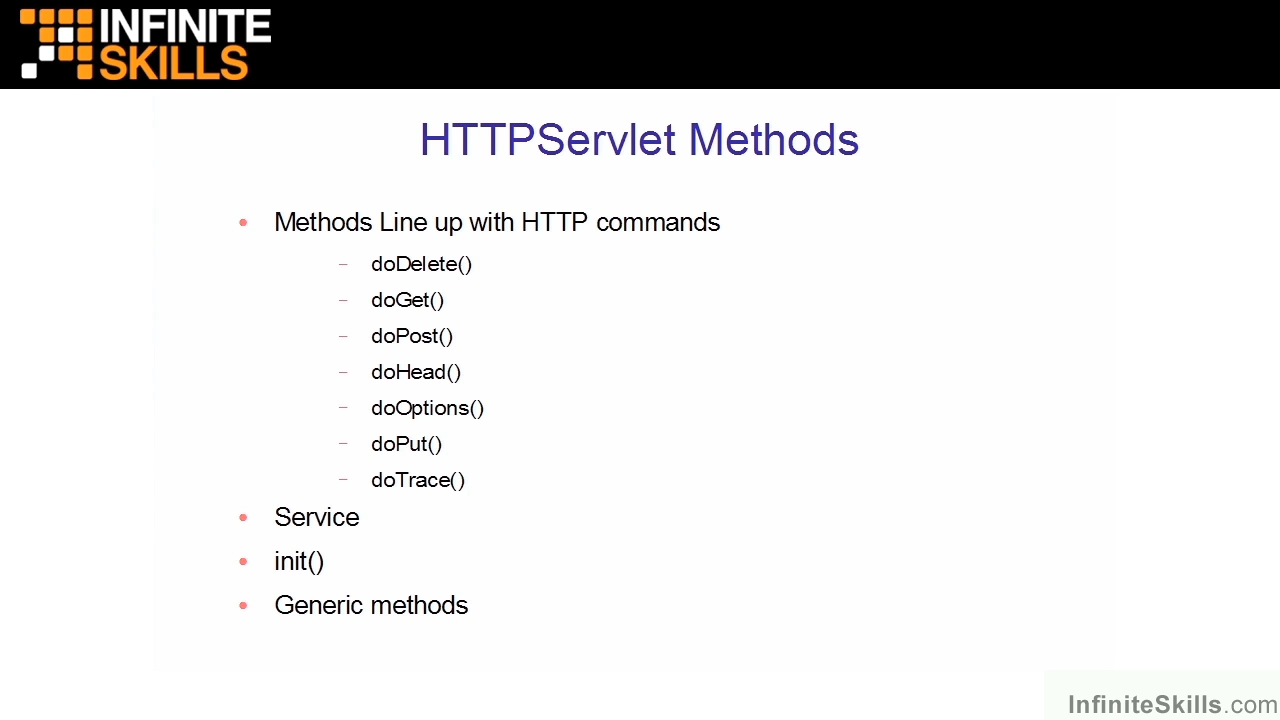 INFINITE
SKILLS
HTTPServlet Methods
• Methods Line up with HTTP commands
– doDelete()
– doGet()
– doPost()
– doHead()
– doOptions()
– doPut()
– doTrace()
• Service
• init()
• Generic methods
InfiniteSkills.com